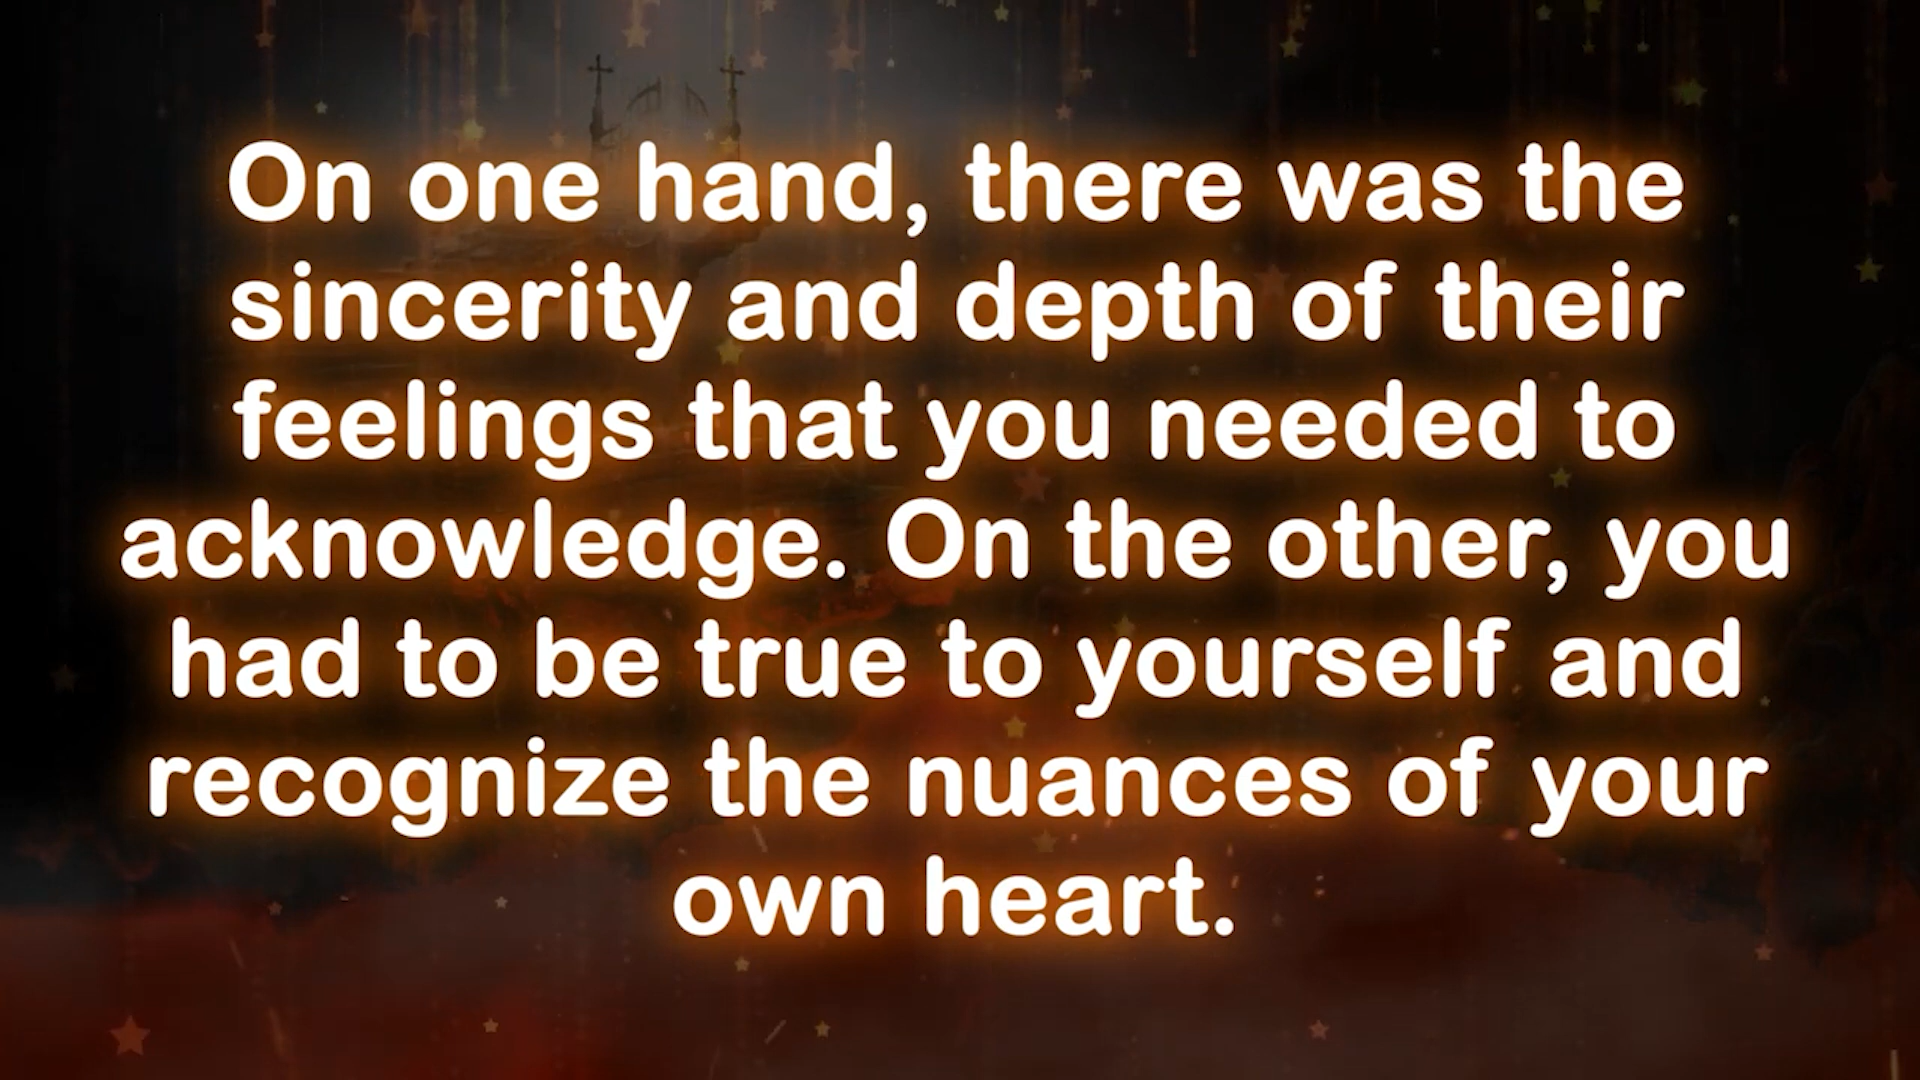 On one hand, there was the
sincerity and depth of their
feelings that you needed to
acknowledge. On the other, you
had to be true to yourself and
recognize the nuances of your
own heart.